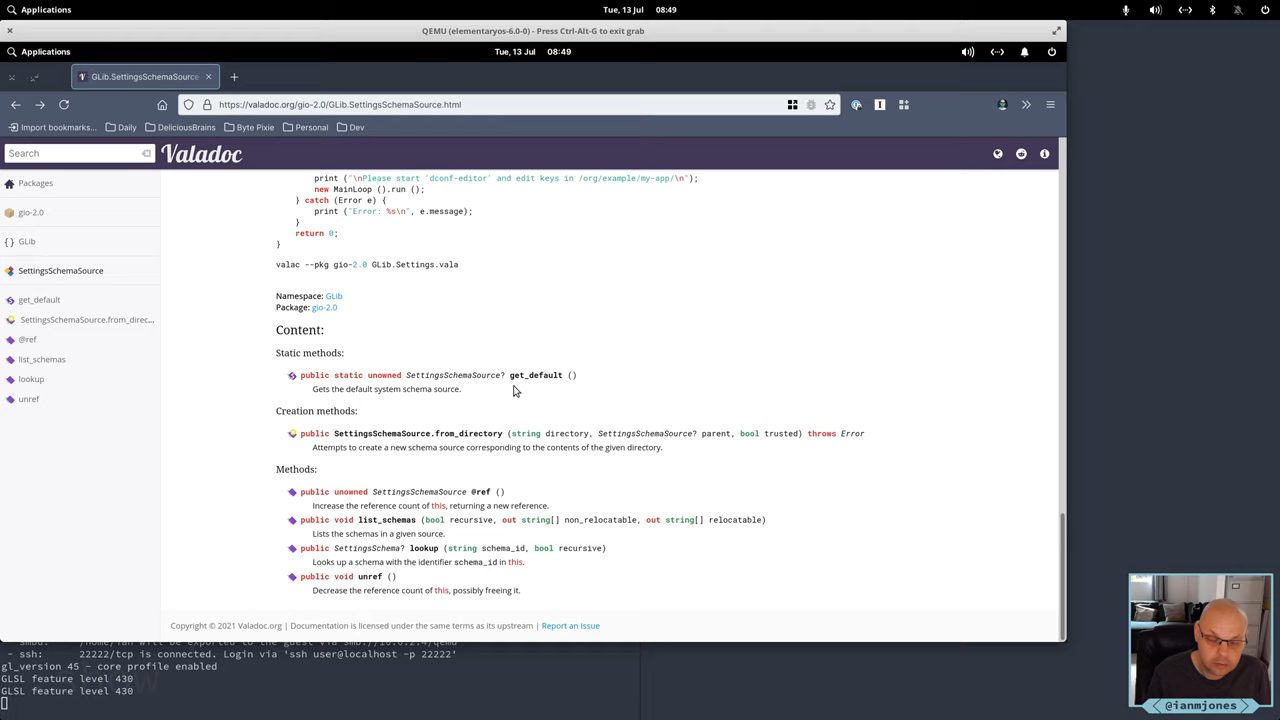 Applications
Tue, 13 Jul 08:49
QEMU (elementaryos-6.0-0) - Press Ctrl-Alt-G to exit grab
Applications
Tue, 13 Jul 08:49
GLib.SettingsSchemaSource
https://valadoc.org/gio-2.0/GLib.SettingsSchemaSource.html
Import bookmarks... Daily DeliciousBrains Byte Pixie Personal Dev
Search
Valadoc
Packages
gio-2.0
GLib
SettingsSchemaSource
get_default
SettingsSchemaSource.from_direc...
@ref
list_schemas
lookup
unref
print ("\nPlease start `dconf-editor` and edit keys in /org/example/my-app/\n");
new MainLoop ().run ();
} catch (Error e) {
print ("Error: %s\n", e.message);
}
return 0;
}
valac --pkg gio-2.0 GLib.Settings.vala
Namespace: GLib
Package: gio-2.0
Content:
Static methods:
public static unowned SettingsSchemaSource? get_default ()
Gets the default system schema source.
Creation methods:
public SettingsSchemaSource.from_directory (string directory, SettingsSchemaSource? parent, bool trusted) throws Error
Attempts to create a new schema source corresponding to the contents of the given directory.
Methods:
public unowned SettingsSchemaSource @ref ()
Increase the reference count of this, returning a new reference.
public void list_schemas (bool recursive, out string[] non_relocatable, out string[] relocatable)
Lists the schemas in a given source.
public SettingsSchema? lookup (string schema_id, bool recursive)
Looks up a schema with the identifier schema_id in this.
public void unref ()
Decrease the reference count of this, possibly freeing it.
Copyright © 2021 Valadoc.org | Documentation is licensed under the same terms as its upstream | Report an Issue
- ssh: 22222/tcp is connected. Login via 'ssh user@localhost -p 22222'
gl_version 45 - core profile enabled
GLSL feature level 430
GLSL feature level 430
@ianmjones